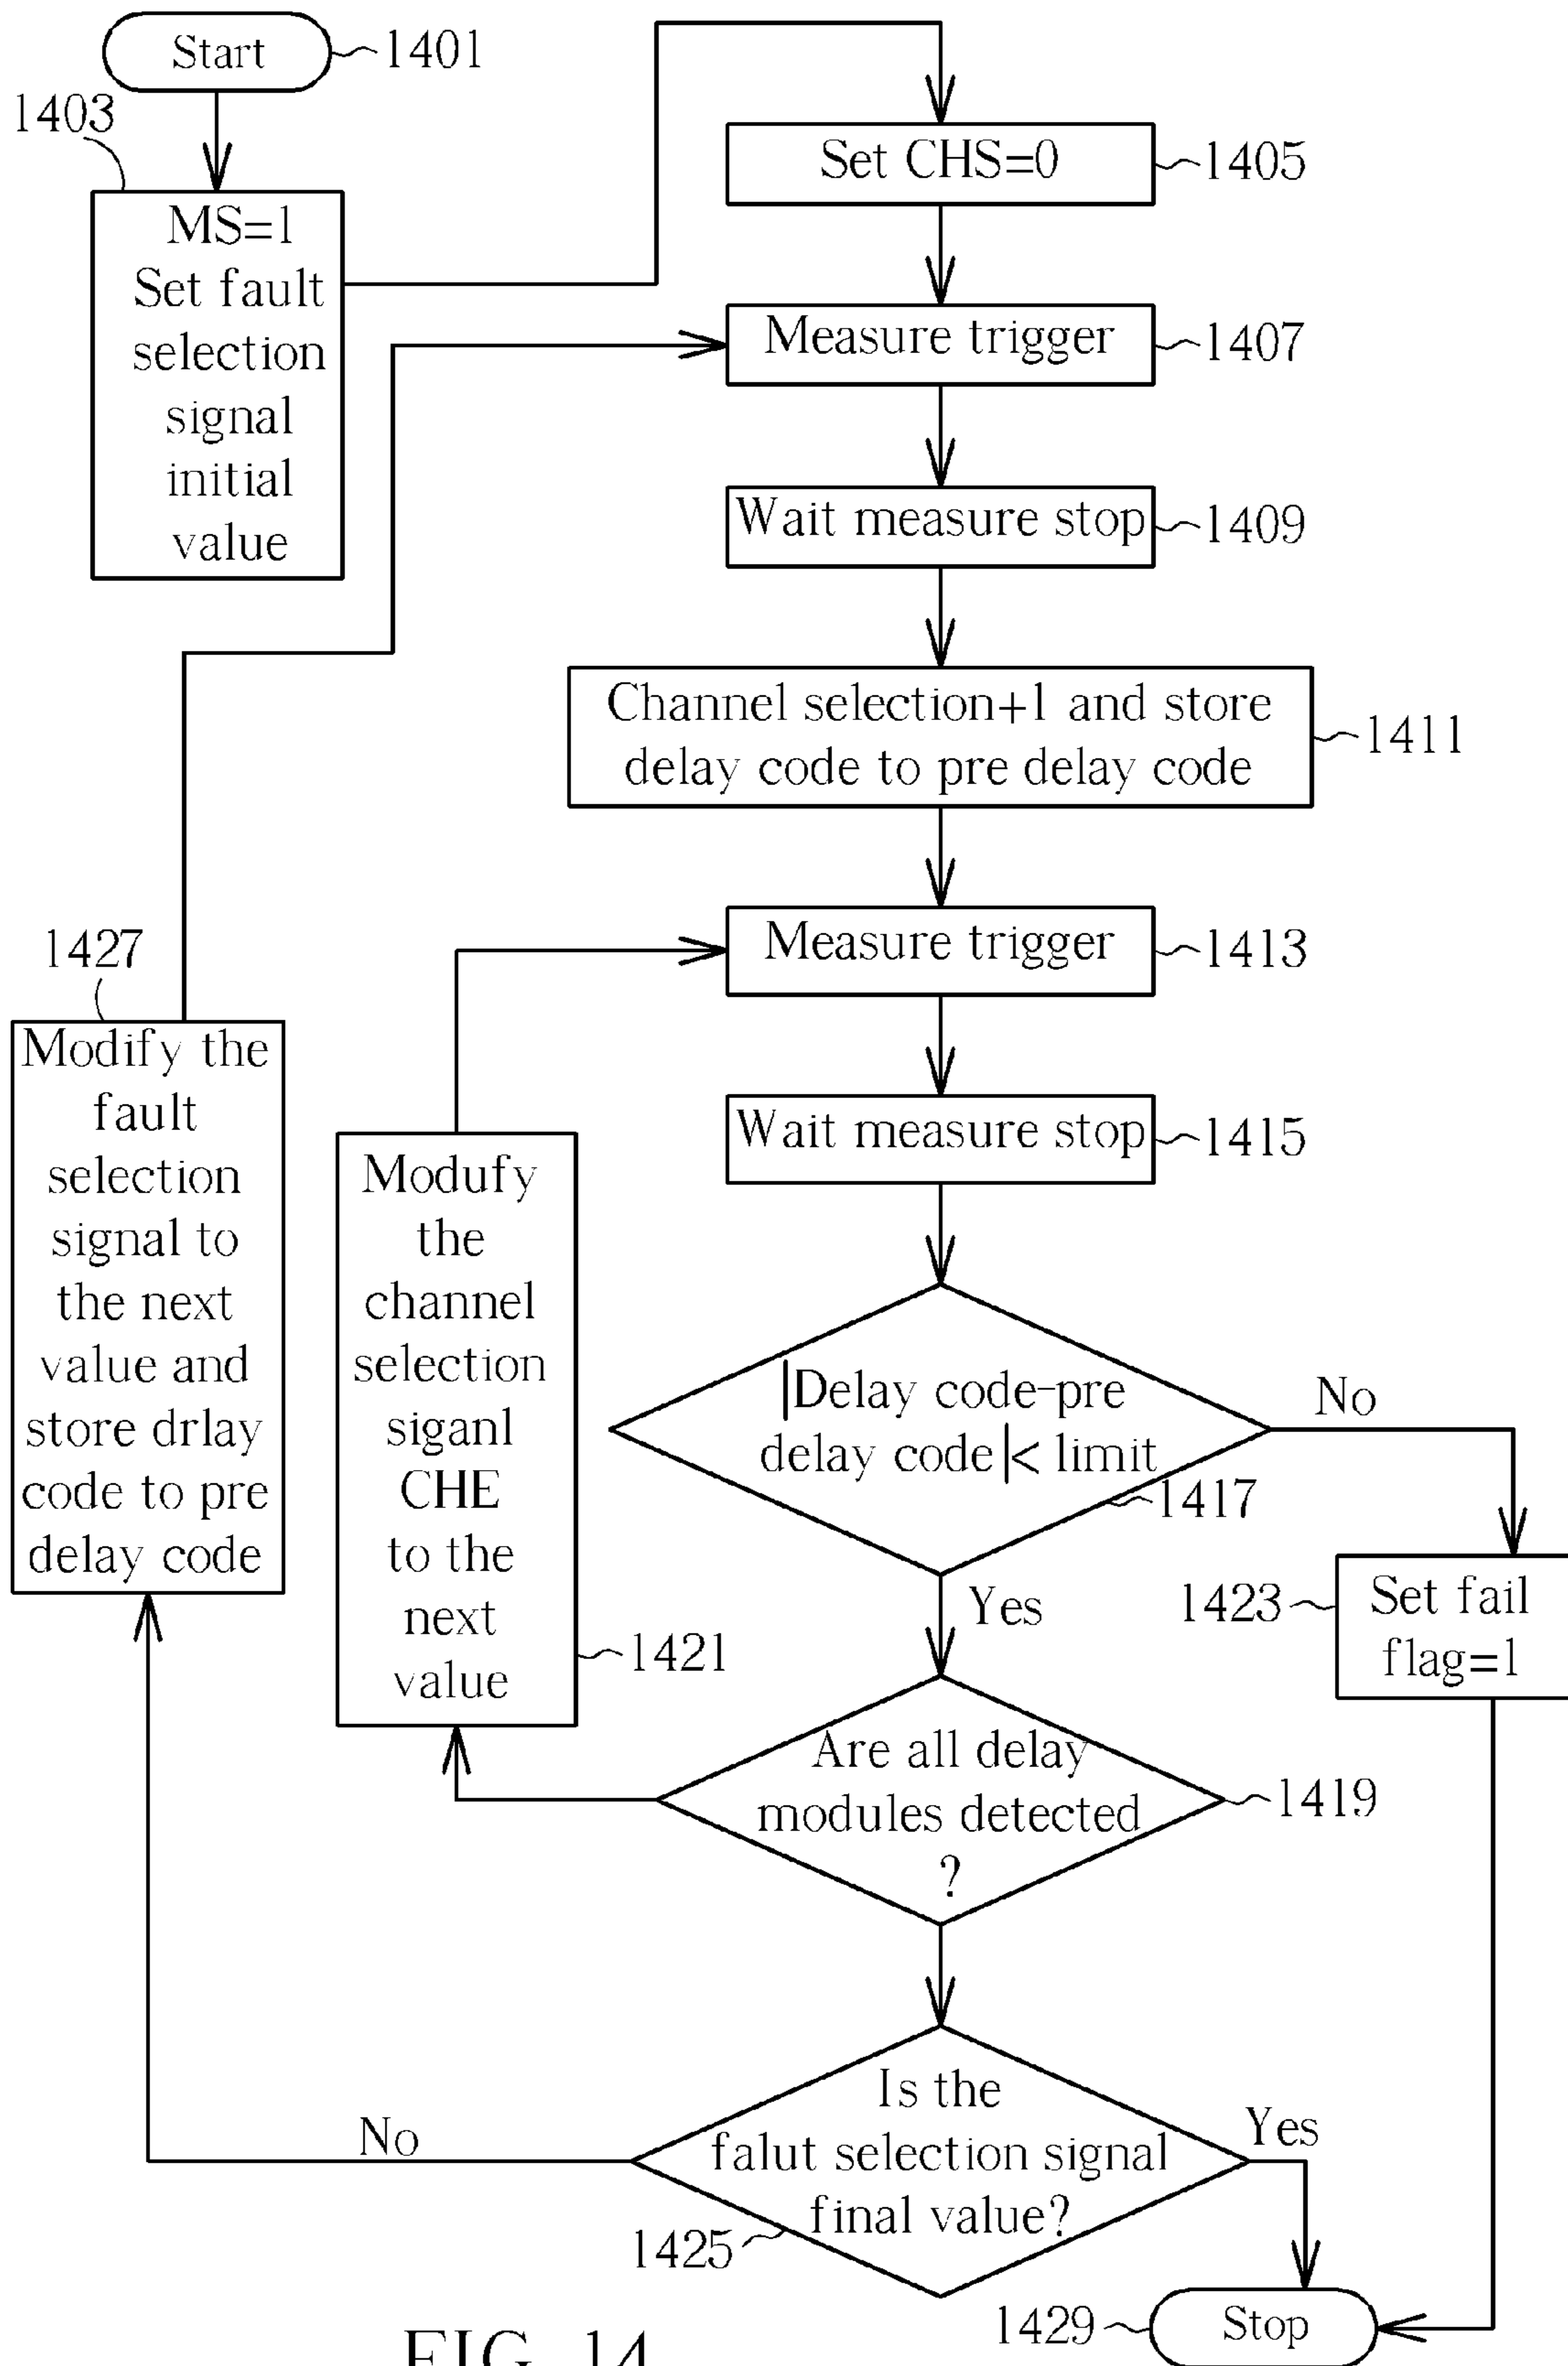 Start
1401
1403
MS=1
Set fault
selection
signal
initial
value
Set CHS=0
1405
Measure trigger
1407
Wait measure stop
1409
Channel selection+1 and store
delay code to pre delay code
1411
Measure trigger
1413
Wait measure stop
1415
1427
Modify the
fault
selection
signal to
the next
value and
store drlay
code to pre
delay code
Modufy
the
channel
selection
siganl
CHE
to the
next
value
1421
|Delay code-pre
delay code|< limit
1417
No
Yes
1423
Set fail
flag=1
Are all delay
modules detected
?
1419
Is the
falut selection signal
final value?
1425
No
Yes
1429
Stop
FIG. 14